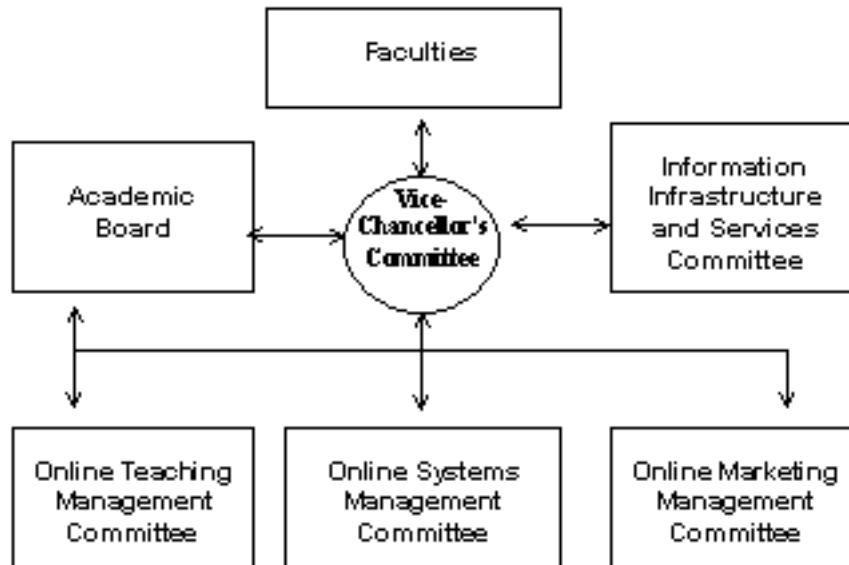 Faculties
Academic
Board
Vice-
Chancellor's
Committee
Information
Infrastructure
and Services
Committee
Online Teaching
Management
Committee
Online Systems
Management
Committee
Online Marketing
Management
Committee